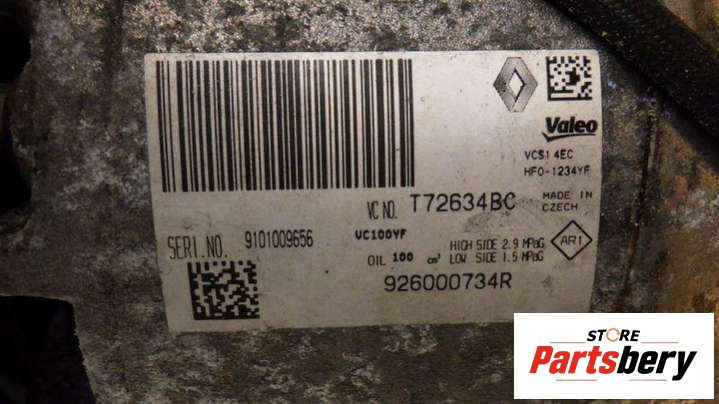 Valeo
VCS14EC
HFO-1234YF
VC NO. T72634BC
MADE IN
CZECH
SERI.NO. 9101009656
VC100YF
HIGH SIDE 2.9 MPaG
OIL 100 cm³ LOW SIDE 1.5 MPaG
AR1
926000734R
STORE
Partsbery